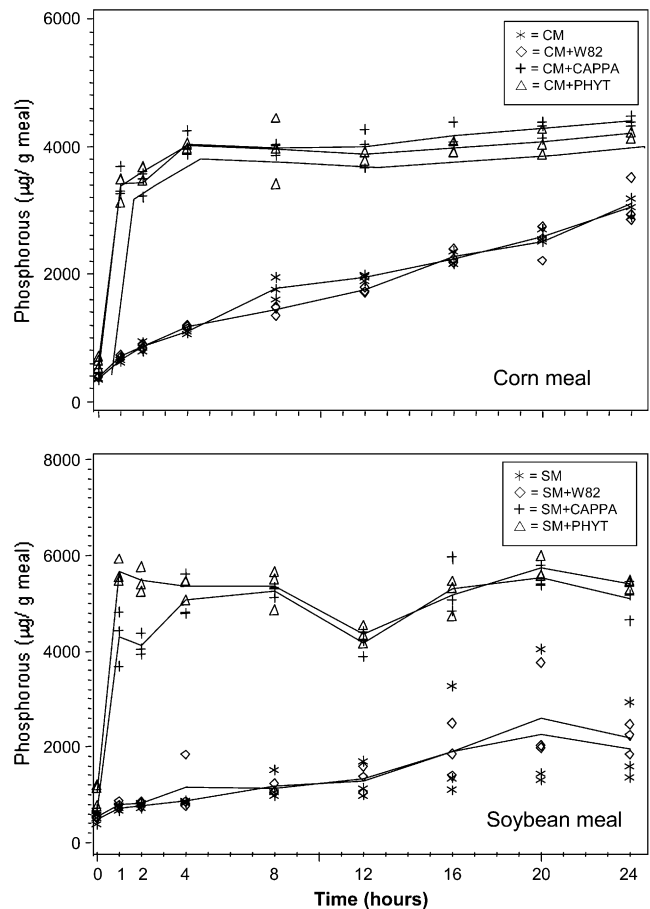 6000
4000
2000
0
Phosphorous (µg/ g meal)
∗ = CM
◇ = CM+W82
+ = CM+CAPPA
△ = CM+PHYT
Corn meal
8000
6000
4000
2000
0
Phosphorous (µg/ g meal)
∗ = SM
◇ = SM+W82
+ = SM+CAPPA
△ = SM+PHYT
Soybean meal
0 1 2 4 8 12 16 20 24
Time (hours)